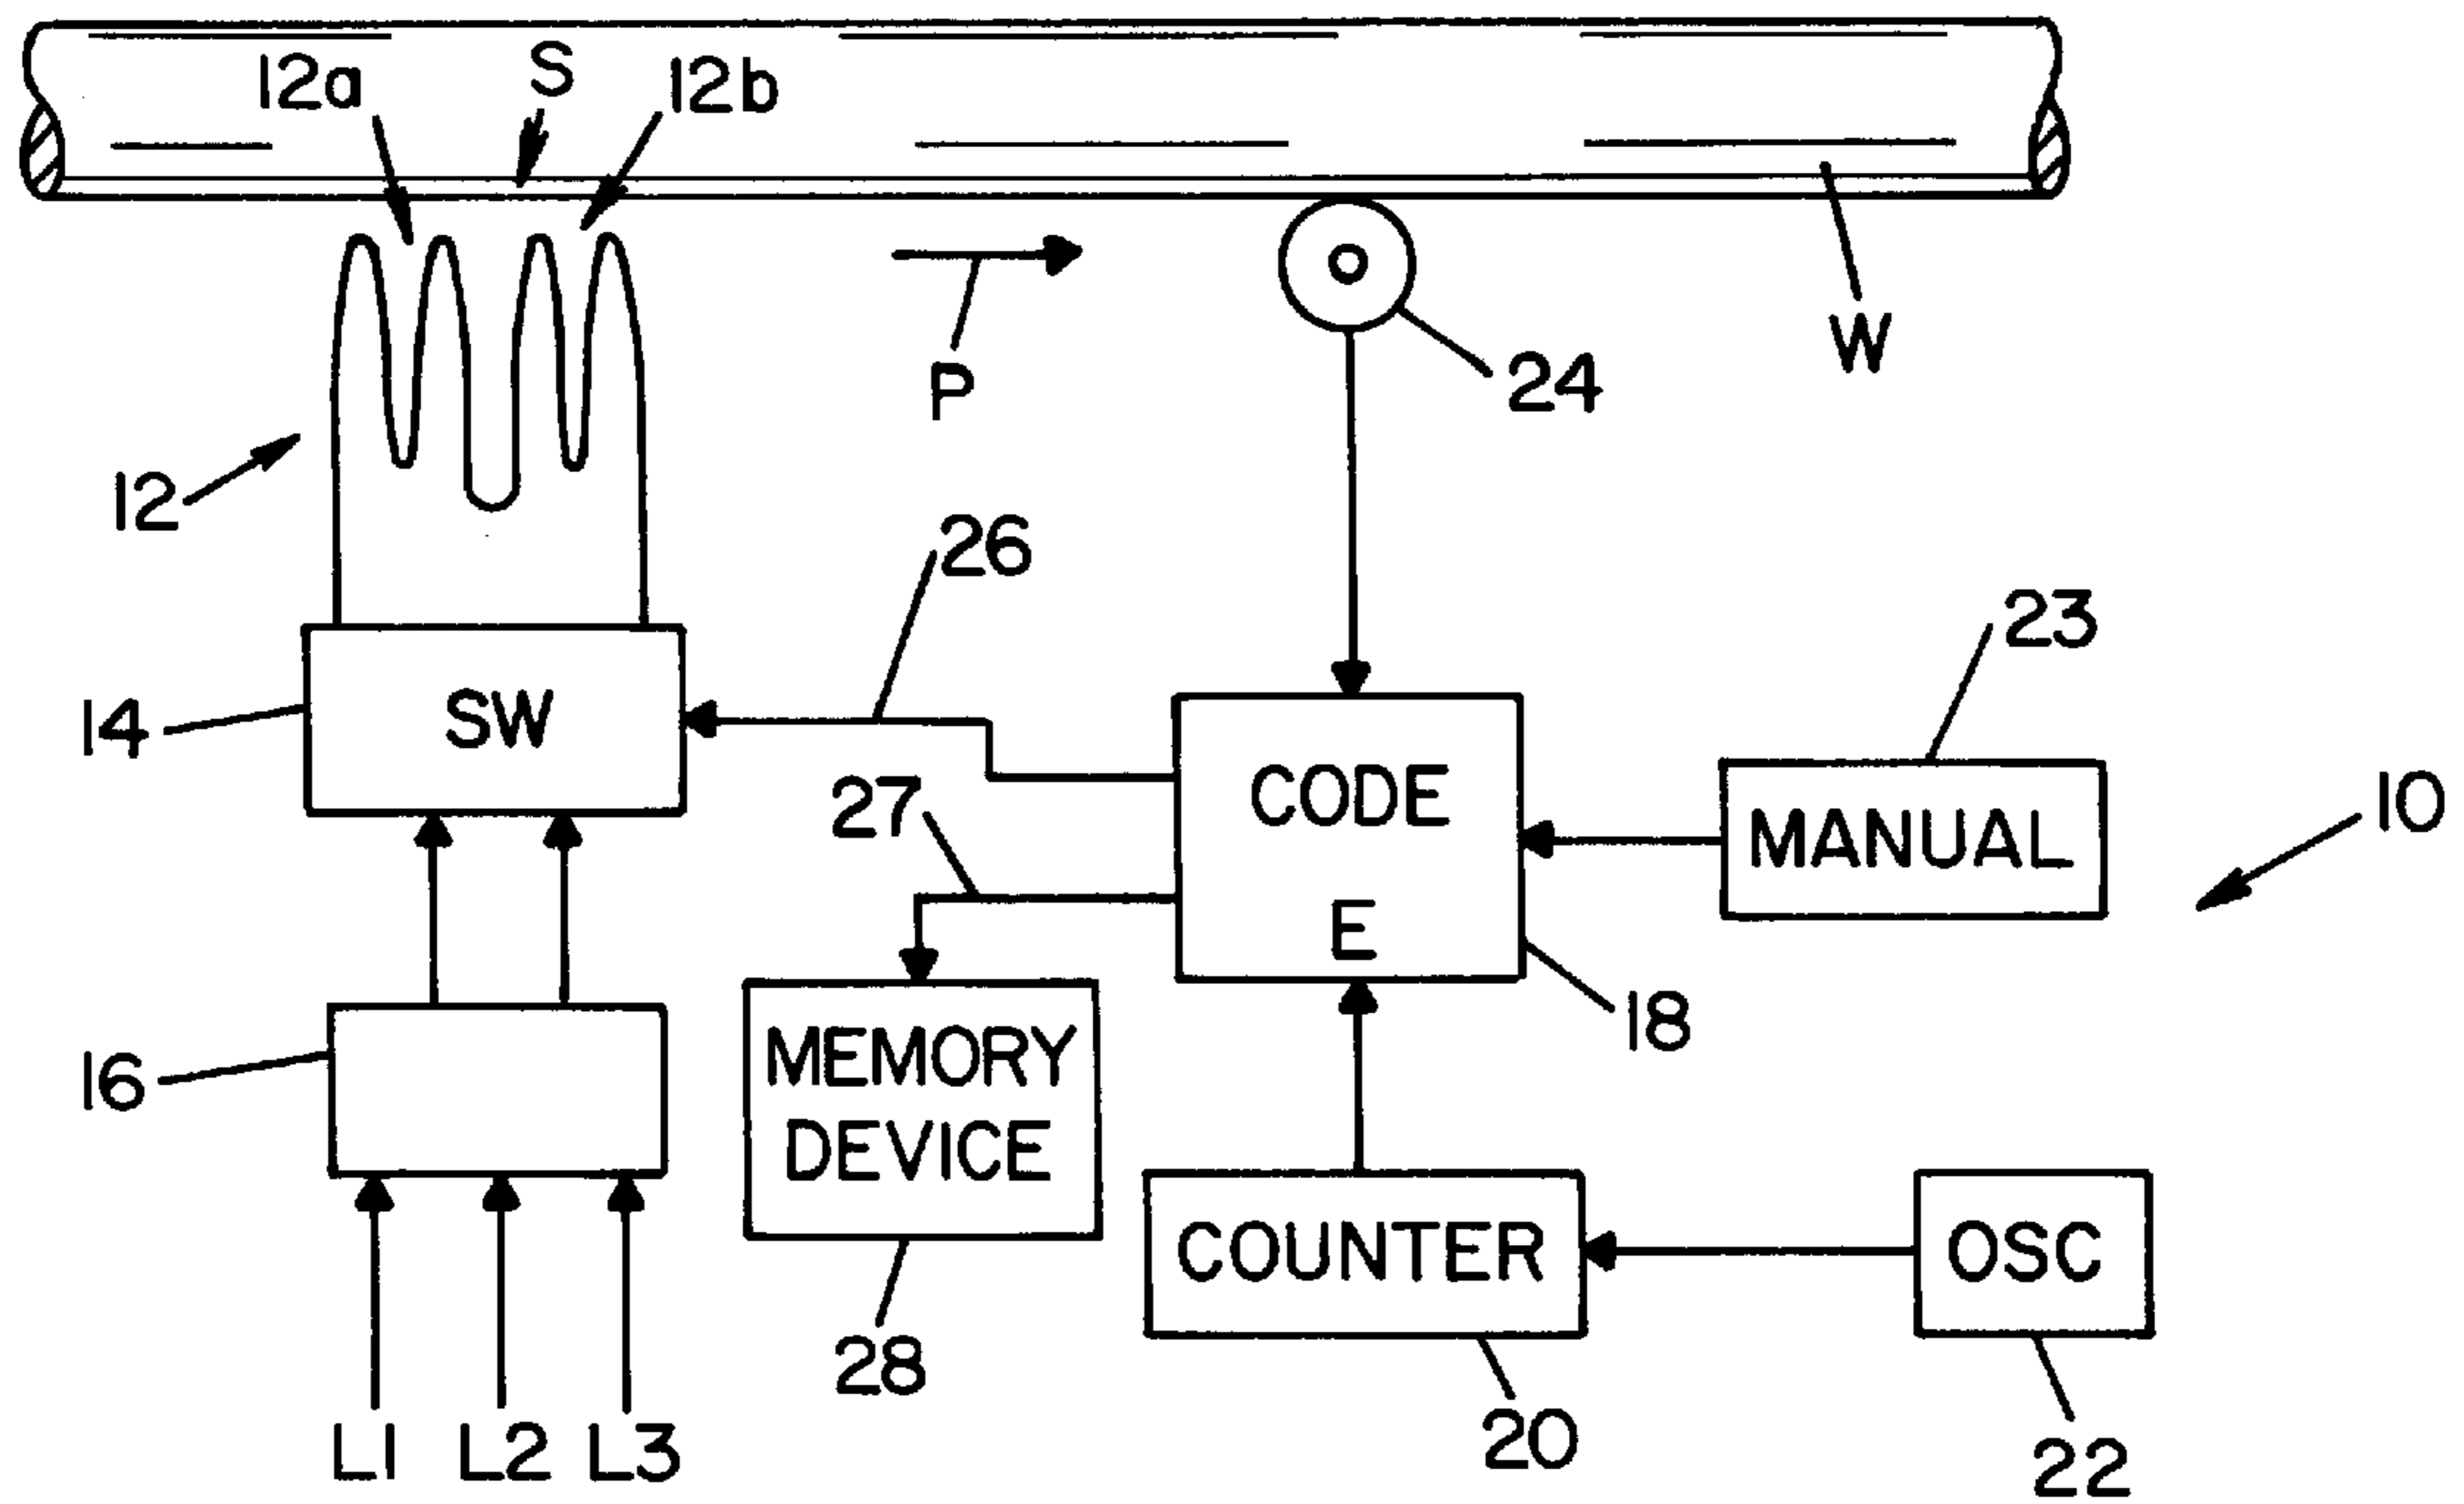 12a
S
12b
P
24
W
12
26
23
14
SW
27
CODE
E
MANUAL
10
18
16
MEMORY
DEVICE
COUNTER
OSC
28
20
22
L1 L2 L3